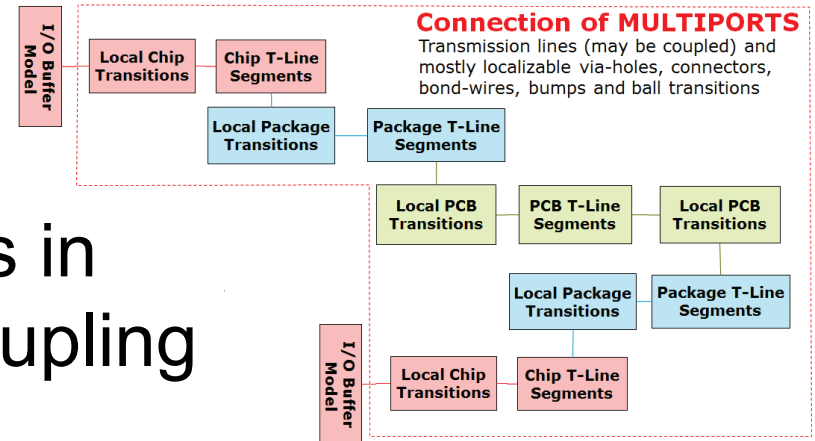 Connection of MULTIPORTS
Transmission lines (may be coupled) and
mostly localizable via-holes, connectors,
bond-wires, bumps and ball transitions
I/O Buffer
Model
Local Chip
Transitions
Chip T-Line
Segments
Local Package
Transitions
Package T-Line
Segments
Local PCB
Transitions
PCB T-Line
Segments
Local PCB
Transitions
Local Package
Transitions
Package T-Line
Segments
I/O Buffer
Model
Local Chip
Transitions
Chip T-Line
Segments
s in
upling